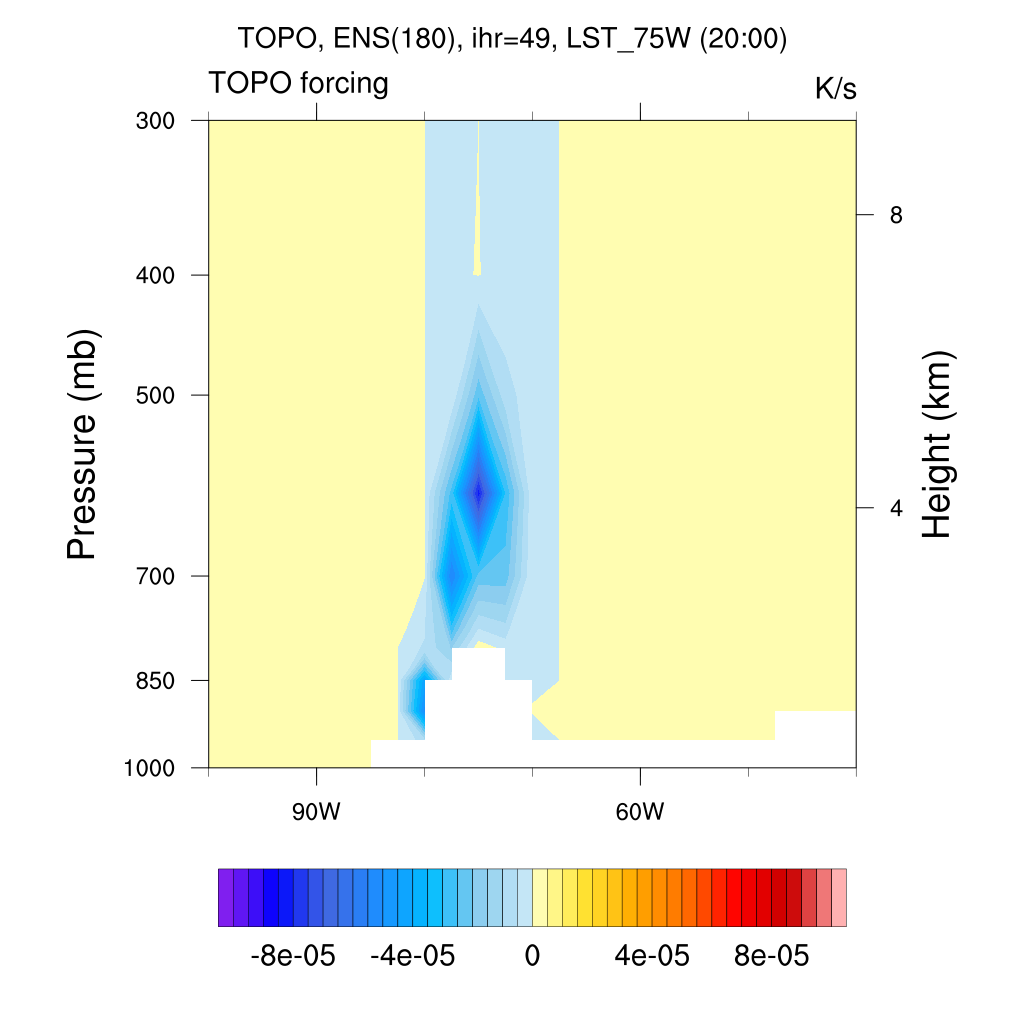 TOPO, ENS(180), ihr=49, LST_75W (20:00)
TOPO forcing
K/s
300
400
500
700
850
1000
Pressure (mb)
8
4
Height (km)
90W
60W
-8e-05
-4e-05
0
4e-05
8e-05